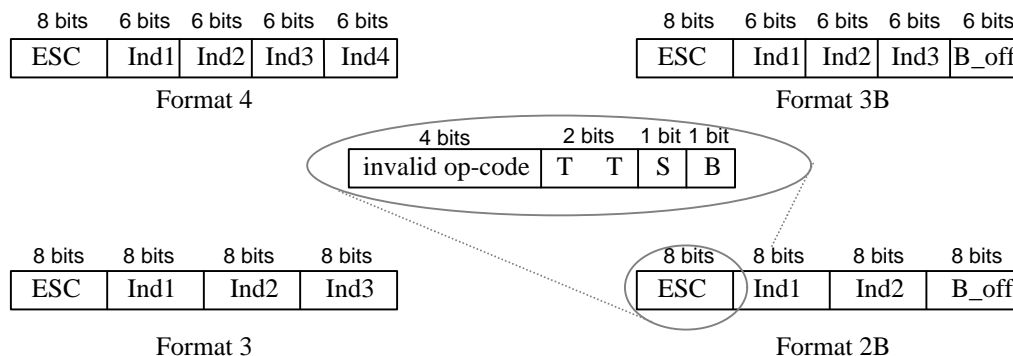 8 bits 6 bits 6 bits 6 bits 6 bits
ESC Ind1 Ind2 Ind3 Ind4
Format 4
8 bits 6 bits 6 bits 6 bits 6 bits
ESC Ind1 Ind2 Ind3 B_off
Format 3B
4 bits 2 bits 1 bit 1 bit
invalid op-code T T S B
8 bits 8 bits 8 bits 8 bits
ESC Ind1 Ind2 Ind3
Format 3
8 bits 8 bits 8 bits 8 bits
ESC Ind1 Ind2 B_off
Format 2B